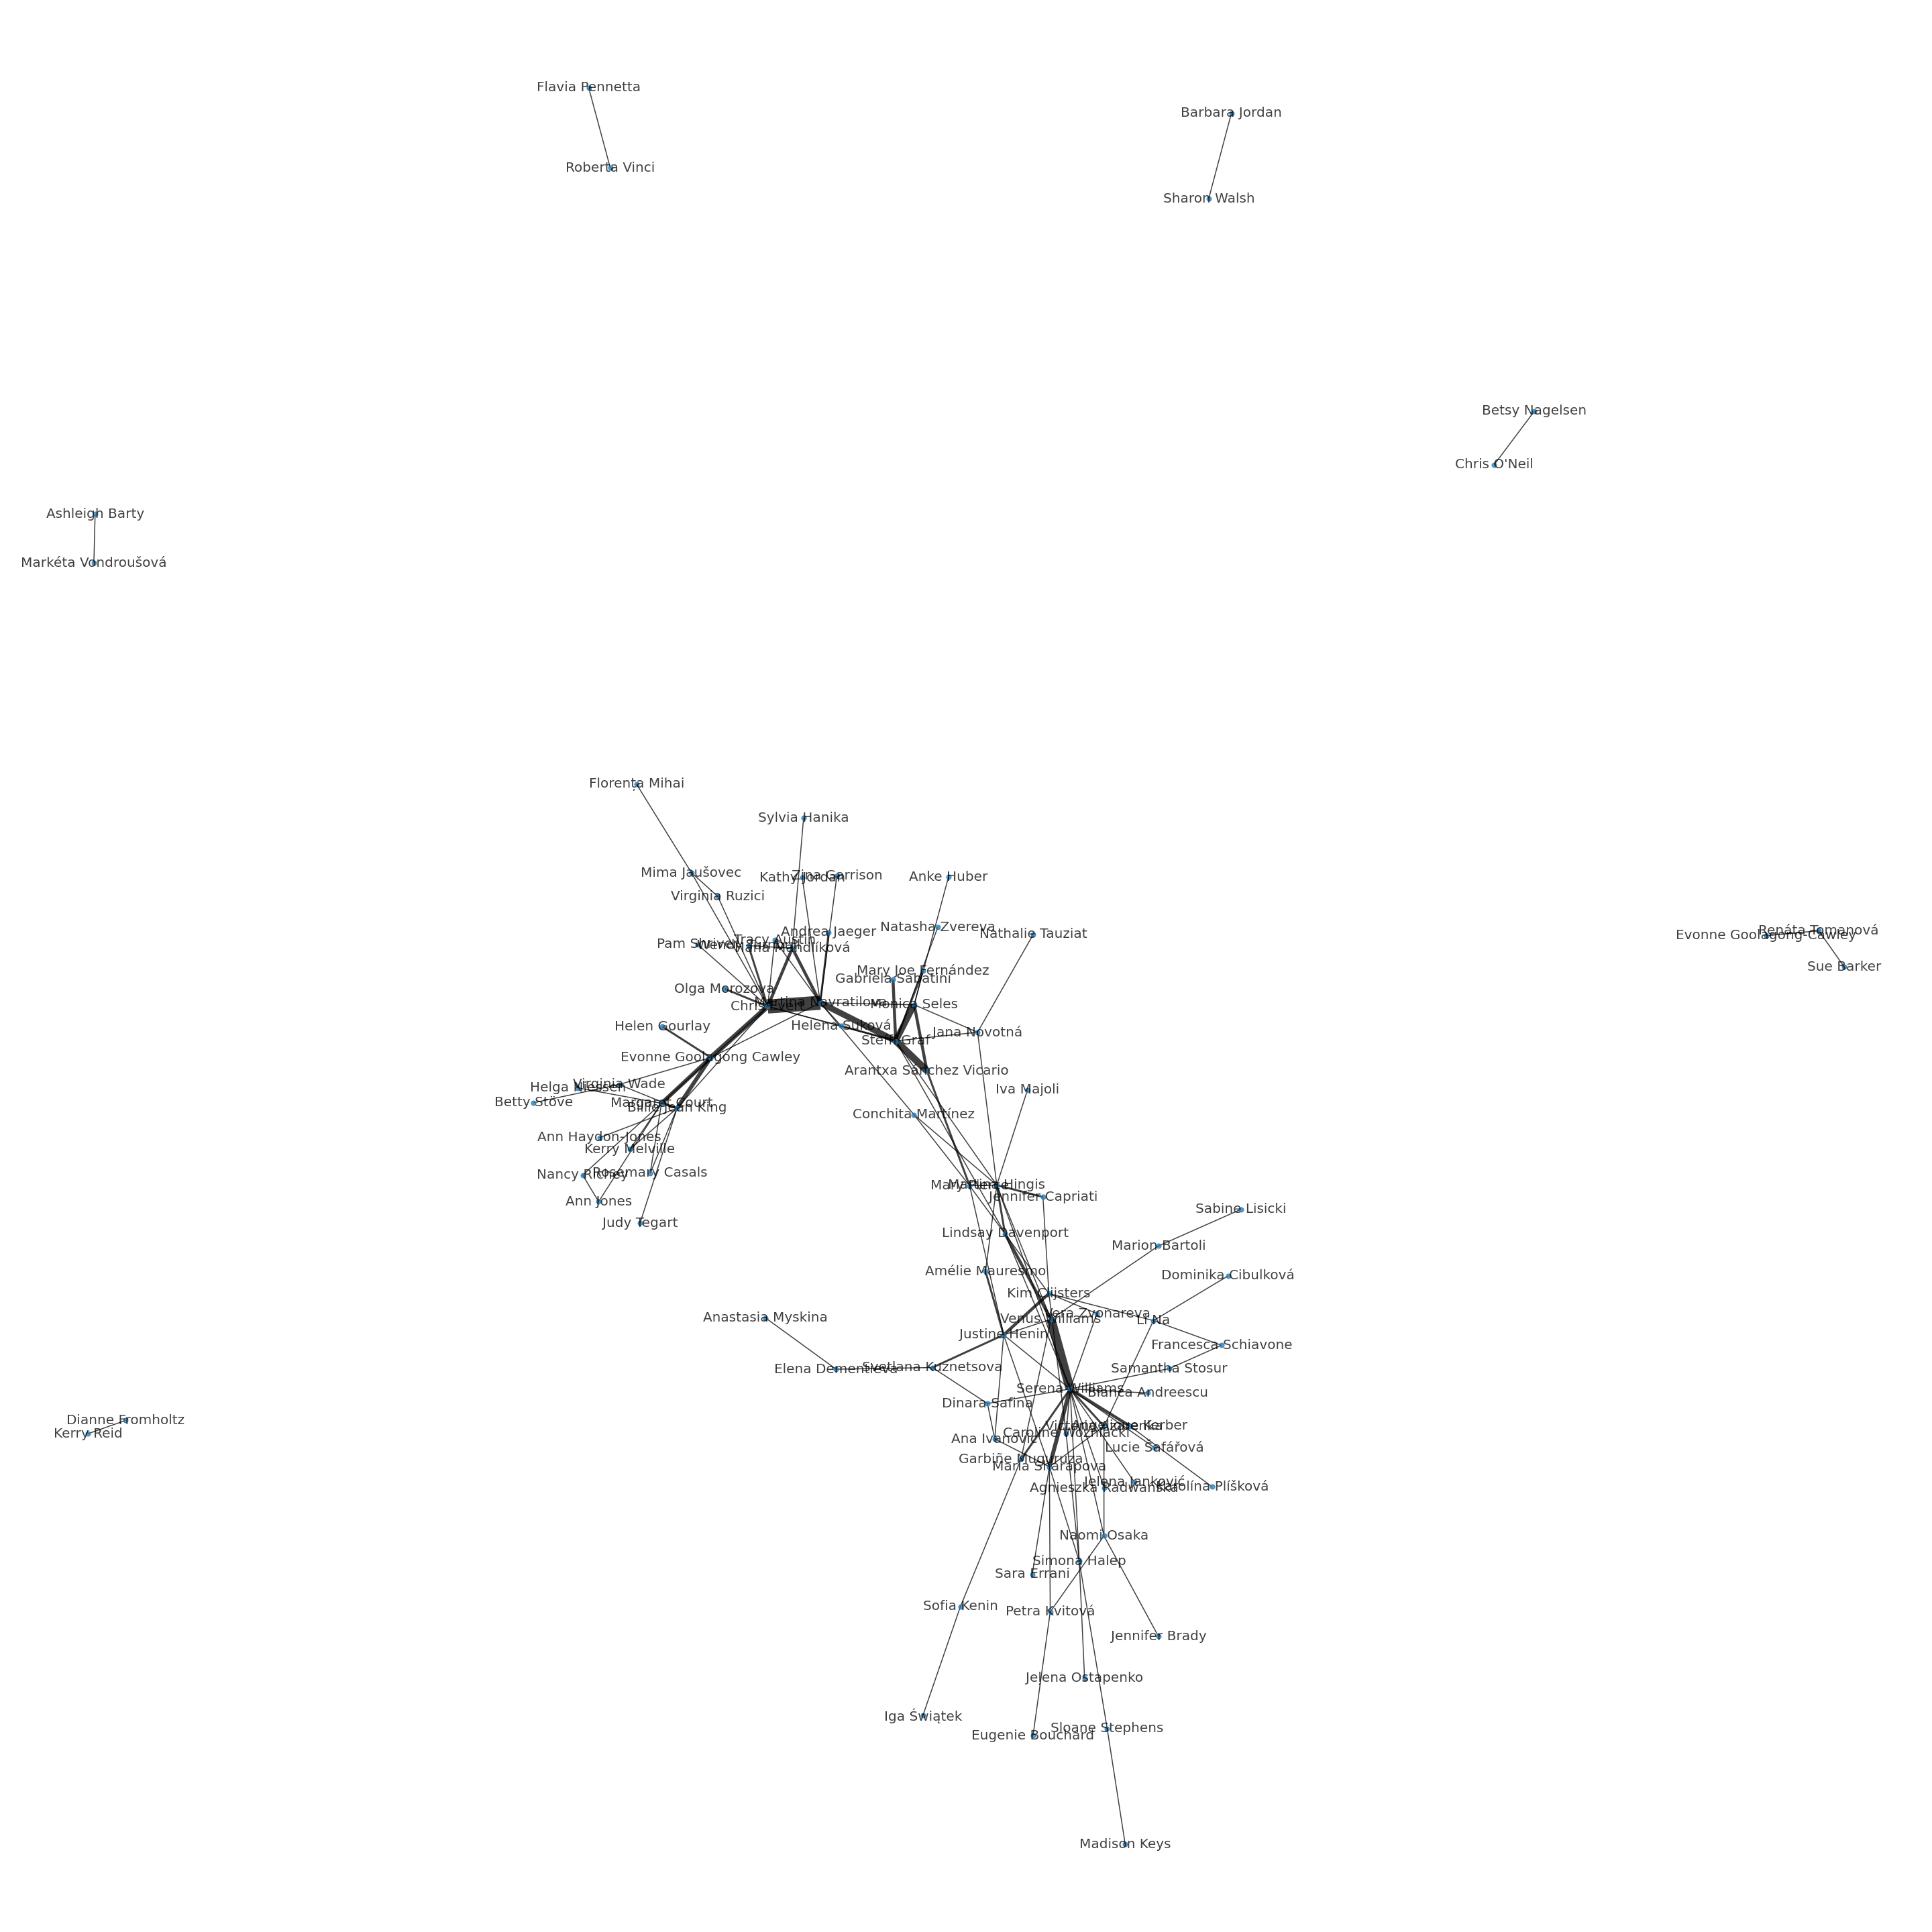 Flavia Pennetta
Barbara Jordan
Roberta Vinci
Sharon Walsh
Betsy Nagelsen
Chris O'Neil
Ashleigh Barty
Markéta Vondroušová
Florența Mihai
Sylvia Hanika
Mima Jaušovec
Kathy Jordan
Zina Garrison
Anke Huber
Virginia Ruzici
Natasha Zvereva
Andrea Jaeger
Nathalie Tauziat
Renáta Tomanová
Evonne Goolagong-Cawley
Tracy Austin
Pam Shriver
Wendy Turnbull
Hana Mandlíková
Sue Barker
Mary Joe Fernández
Gabriela Sabatini
Olga Morozova
Martina Navratilova
Chris Evert
Monica Seles
Helen Gourlay
Helena Suková
Jana Novotná
Steffi Graf
Evonne Goolagong Cawley
Arantxa Sánchez Vicario
Virginia Wade
Helga Niessen
Iva Majoli
Betty Stöve
Margaret Court
Billie Jean King
Conchita Martínez
Ann Haydon-Jones
Kerry Melville
Rosemary Casals
Nancy Richey
Mary Pierce
Martina Hingis
Jennifer Capriati
Ann Jones
Sabine Lisicki
Judy Tegart
Lindsay Davenport
Marion Bartoli
Amélie Mauresmo
Dominika Cibulková
Kim Clijsters
Vera Zvonareva
Anastasia Myskina
Venus Williams
Li Na
Justine Henin
Francesca Schiavone
Svetlana Kuznetsova
Elena Dementieva
Samantha Stosur
Serena Williams
Bianca Andreescu
Dinara Safina
Dianne Fromholtz
Kerry Reid
Victoria Azarenka
Angelique Kerber
Caroline Wozniacki
Ana Ivanovic
Lucie Šafářová
Garbiñe Muguruza
Maria Sharapova
Jelena Janković
Agnieszka Radwańska
Karolína Plíšková
Naomi Osaka
Simona Halep
Sara Errani
Sofia Kenin
Petra Kvitová
Jennifer Brady
Jeļena Ostapenko
Iga Świątek
Sloane Stephens
Eugenie Bouchard
Madison Keys